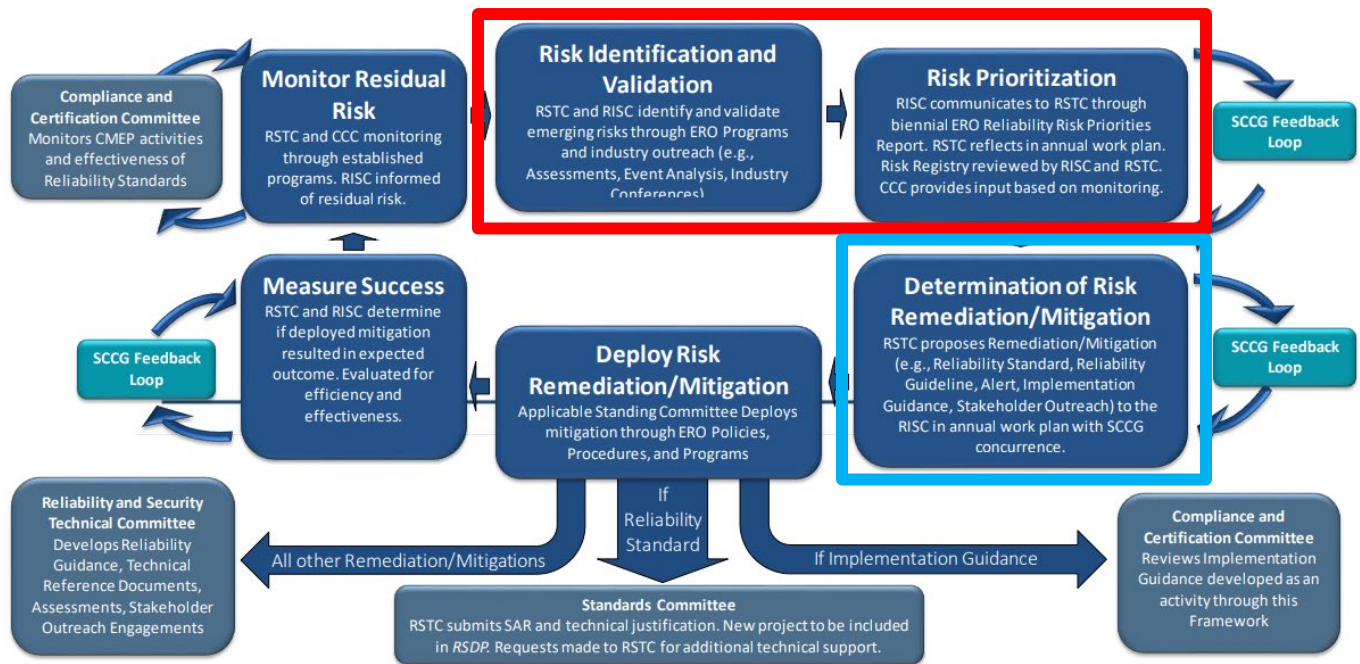 Compliance and
Certification Committee
Monitors CMEP activities
and effectiveness of
Reliability Standards
Monitor Residual
Risk
RSTC and CCC monitoring
through established
programs. RISC informed
of residual risk.
Risk Identification and
Validation
RSTC and RISC identify and validate
emerging risks through ERO Programs
and industry outreach (e.g.,
Assessments, Event Analysis, Industry
Conferences)
Risk Prioritization
RISC communicates to RSTC through
biennial ERO Reliability Risk Priorities
Report. RSTC reflects in annual work plan.
Risk Registry reviewed by RISC and RSTC.
CCC provides input based on monitoring.
SCCG Feedback
Loop
SCCG Feedback
Loop
Measure Success
RSTC and RISC determine
if deployed mitigation
resulted in expected
outcome. Evaluated for
efficiency and
effectiveness.
Deploy Risk
Remediation/Mitigation
Applicable Standing Committee Deploys
mitigation through ERO Policies,
Procedures, and Programs
Determination of Risk
Remediation/Mitigation
RSTC proposes Remediation/Mitigation
(e.g., Reliability Standard, Reliability
Guideline, Alert, Implementation
Guidance, Stakeholder Outreach) to the
RISC in annual work plan with SCCG
concurrence.
SCCG Feedback
Loop
Reliability and Security
Technical Committee
Develops Reliability
Guidance, Technical
Reference Documents,
Assessments, Stakeholder
Outreach Engagements
All other Remediation/Mitigations
If
Reliability
Standard
If Implementation Guidance
Compliance and
Certification Committee
Reviews Implementation
Guidance developed as an
activity through this
Framework
Standards Committee
RSTC submits SAR and technical justification. New project to be included
in RSDP. Requests made to RSTC for additional technical support.